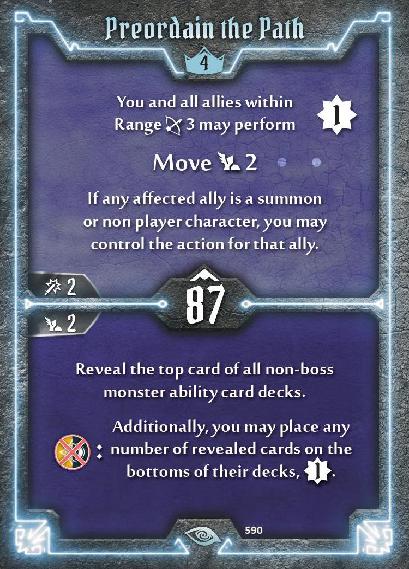 Preordain the Path
4
You and all allies within
Range 3 may perform
1
Move 2
If any affected ally is a summon
or non player character, you may
control the action for that ally.
2
87
2
Reveal the top card of all non-boss
monster ability card decks.
Additionally, you may place any
: number of revealed cards on the
bottoms of their decks, 1.
590